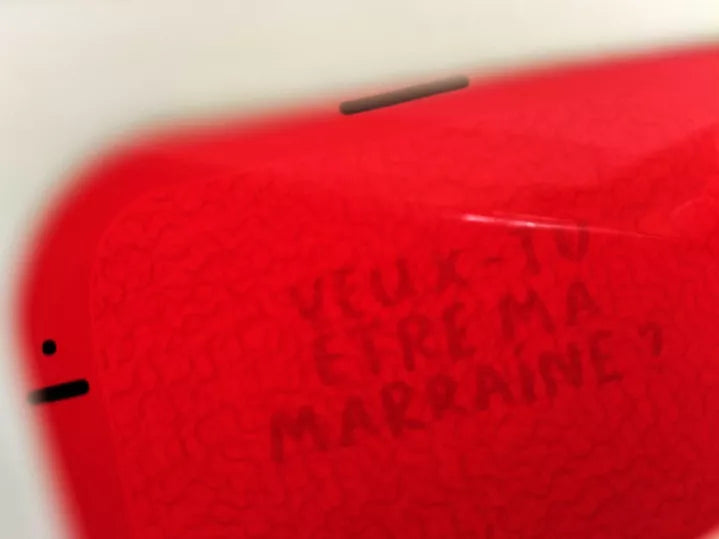 VEUX-TU
ÊTRE MA
MARRAINE ?